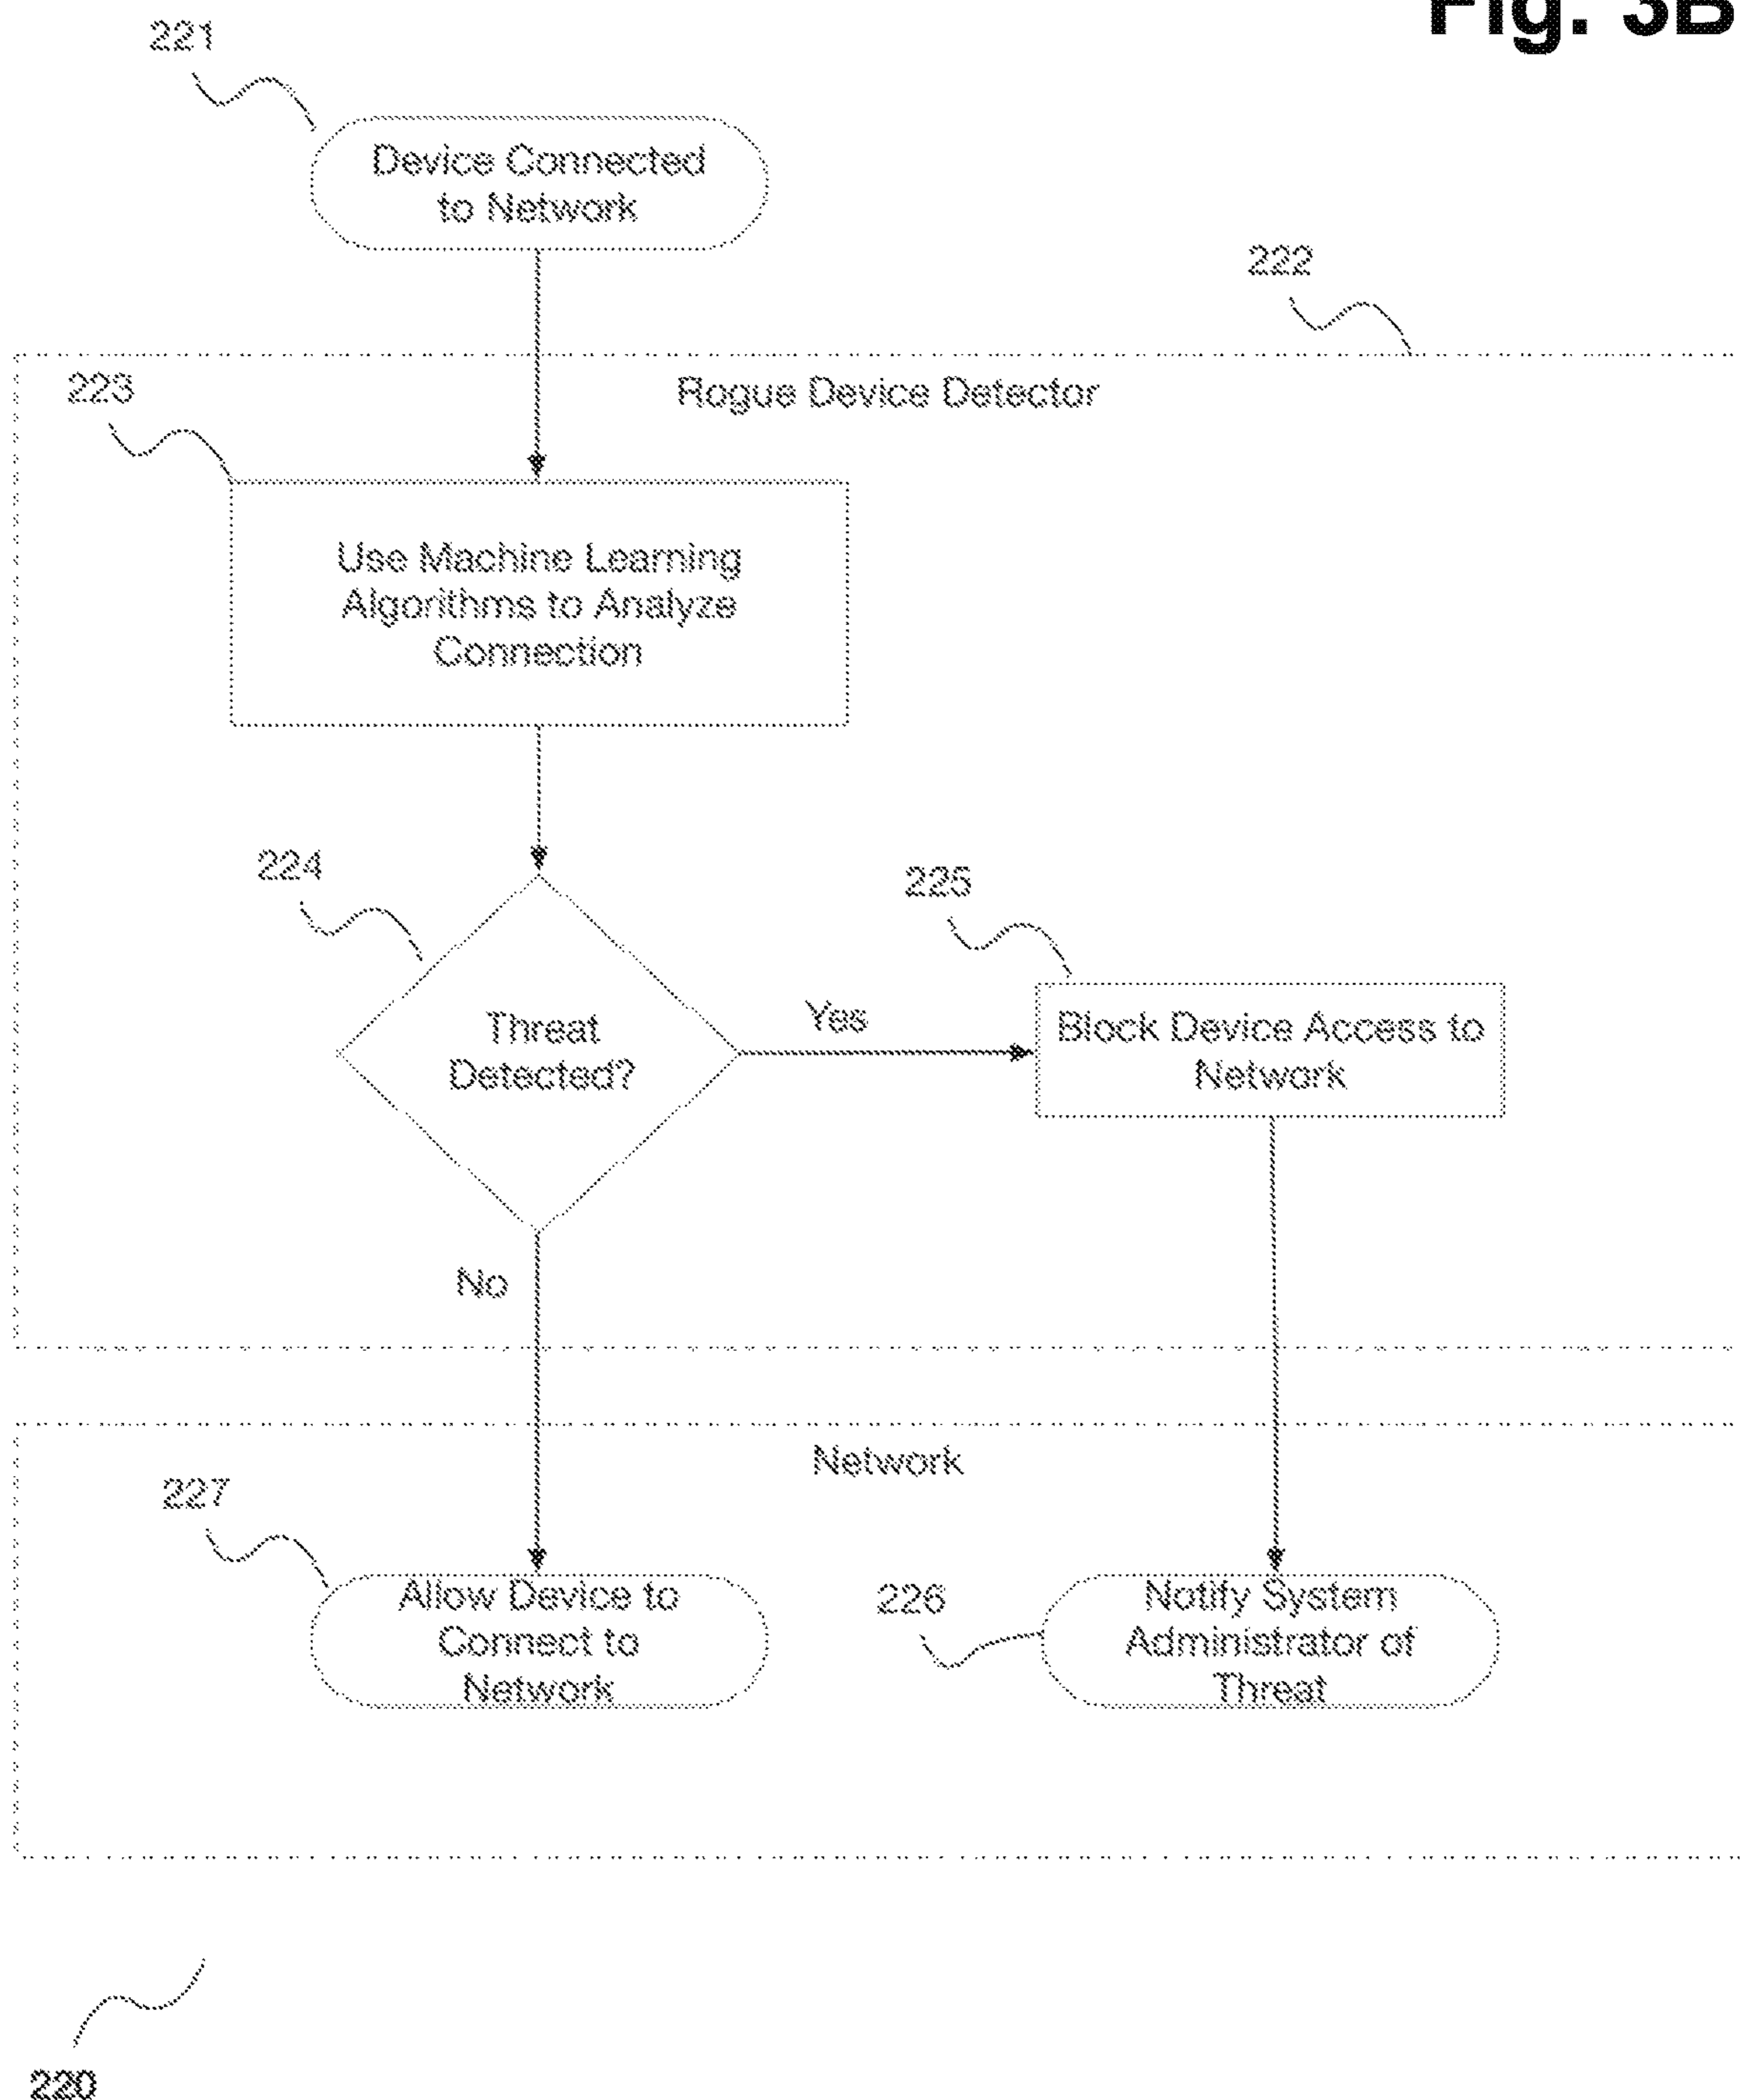 Fig. 3B
221
Device Connected
to Network
222
223
Rogue Device Detector
Use Machine Learning
Algorithms to Analyze
Connection
224
225
Threat
Detected?
Yes
Block Device Access to
Network
No
Network
227
Allow Device to
Connect to
Network
226
Notify System
Administrator of
Threat
220